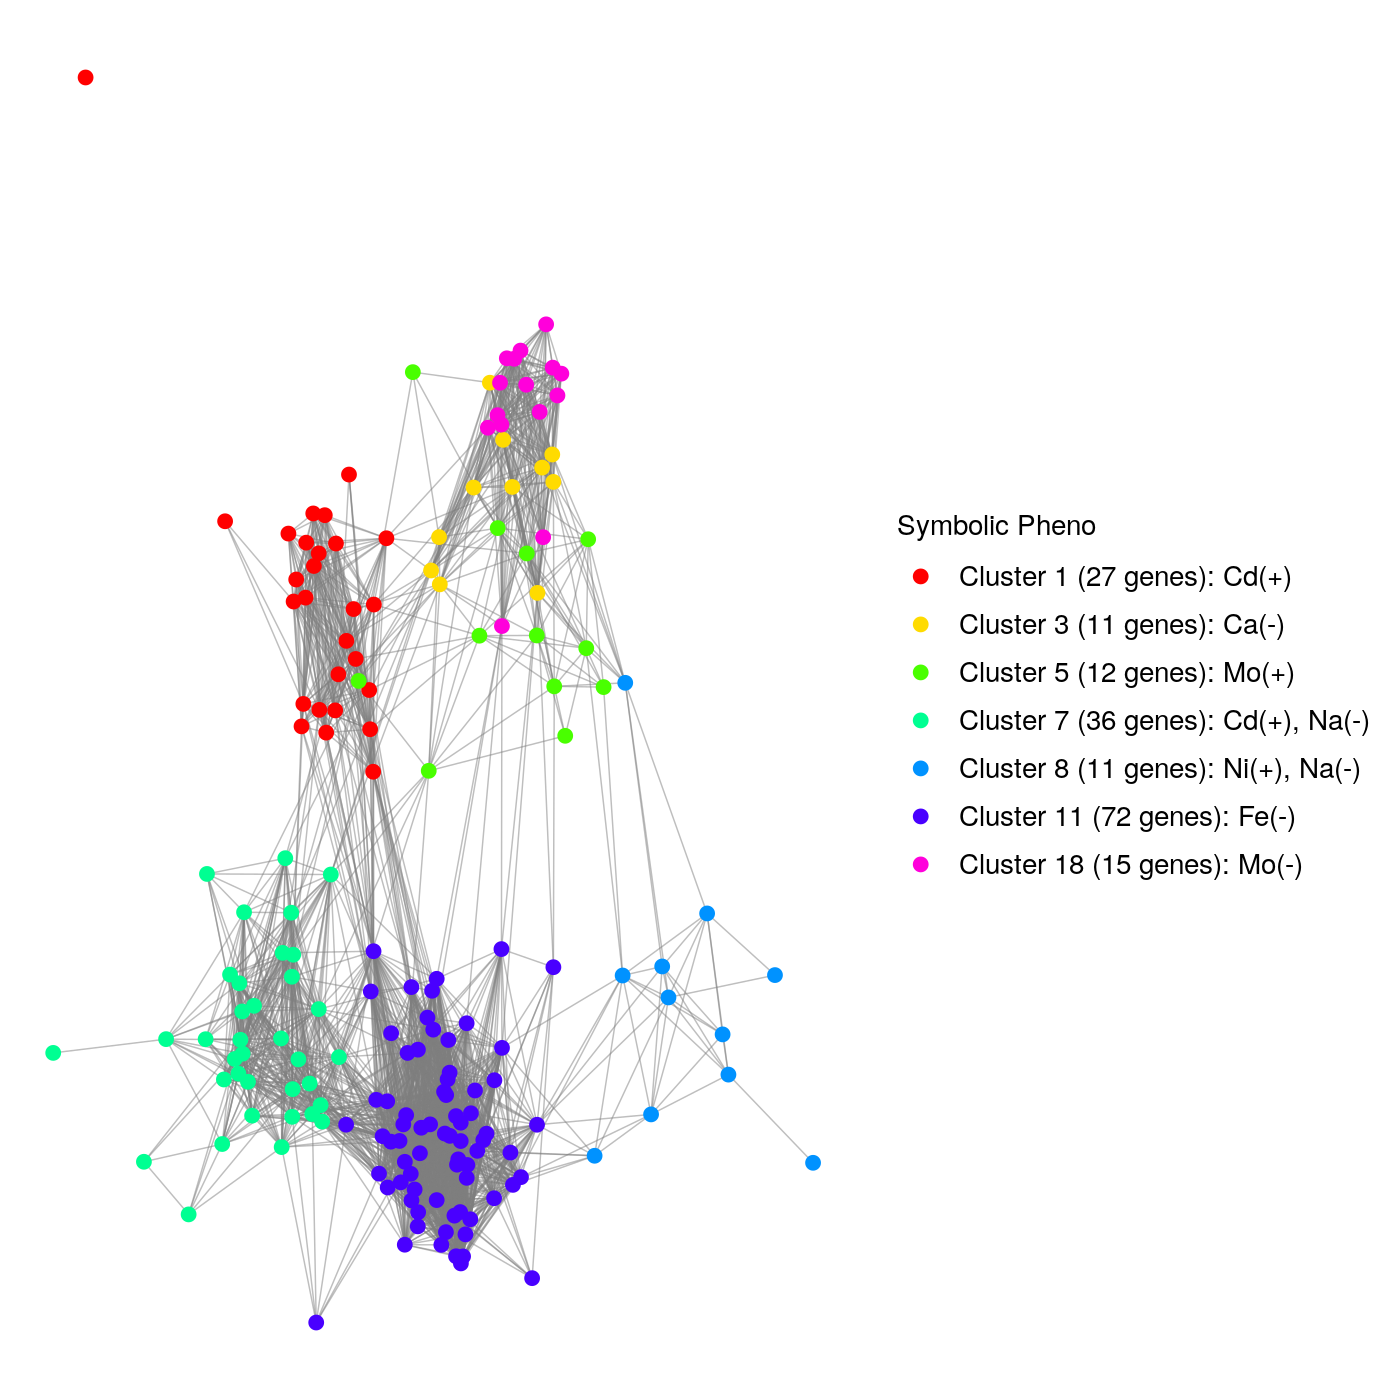 Symbolic Pheno
Cluster 1 (27 genes): Cd(+)
Cluster 3 (11 genes): Ca(-)
Cluster 5 (12 genes): Mo(+)
Cluster 7 (36 genes): Cd(+), Na(-)
Cluster 8 (11 genes): Ni(+), Na(-)
Cluster 11 (72 genes): Fe(-)
Cluster 18 (15 genes): Mo(-)